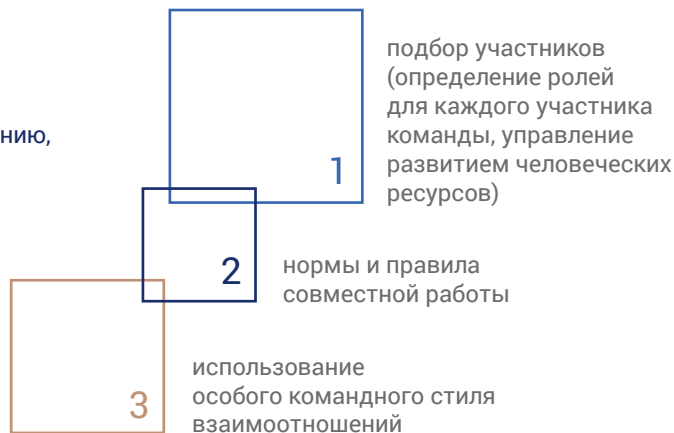 нию,
1
подбор участников
(определение ролей
для каждого участника
команды, управление
развитием человеческих
ресурсов)
2
нормы и правила
совместной работы
3
использование
особого командного стиля
взаимоотношений